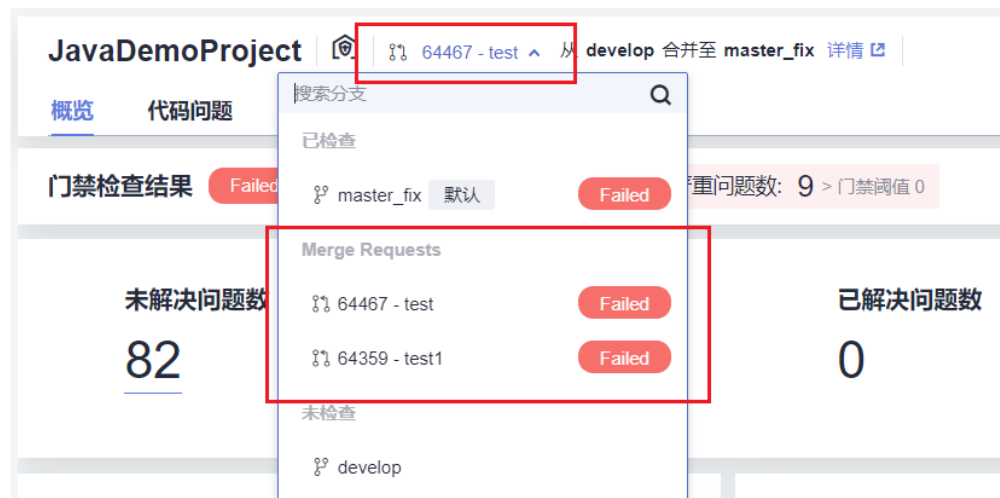 JavaDemoProject 64467 - test 从 develop 合并至 master_fix 详情
概览 代码问题
搜索分支
已检查
master_fix 默认 Failed
门禁检查结果 Failed 重问题数: 9 > 门禁阈值 0
Merge Requests
64467 - test Failed
64359 - test1 Failed
未解决问题数 已解决问题数
82 0
未检查
develop